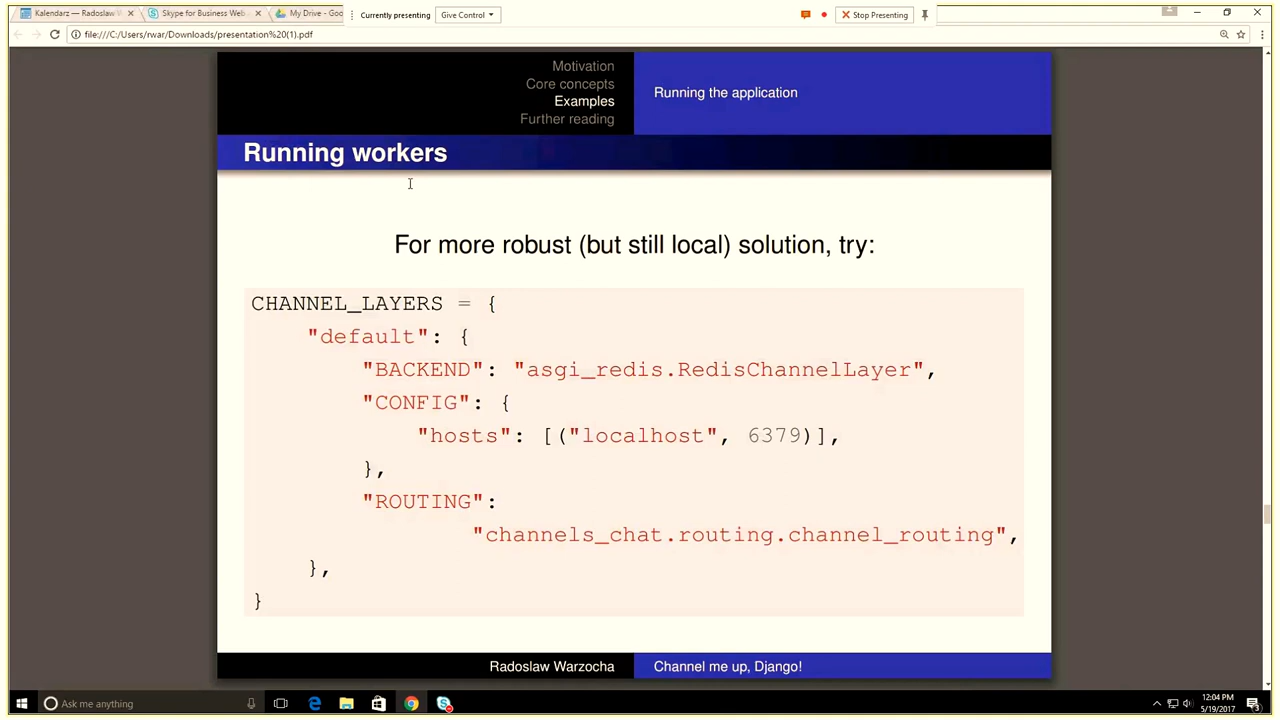 Kalendarz — Radoslaw W
Skype for Business Web
My Drive - Goo
Currently presenting
Give Control
Stop Presenting
file:///C:/Users/rwar/Downloads/presentation%20(1).pdf
Motivation
Core concepts
Examples
Further reading
Running the application
Running workers
For more robust (but still local) solution, try:
CHANNEL_LAYERS = {
    "default": {
        "BACKEND": "asgi_redis.RedisChannelLayer",
        "CONFIG": {
            "hosts": [("localhost", 6379)],
        },
        "ROUTING":
                "channels_chat.routing.channel_routing",
    },
}
Radoslaw Warzocha
Channel me up, Django!
Ask me anything
12:04 PM
5/19/2017